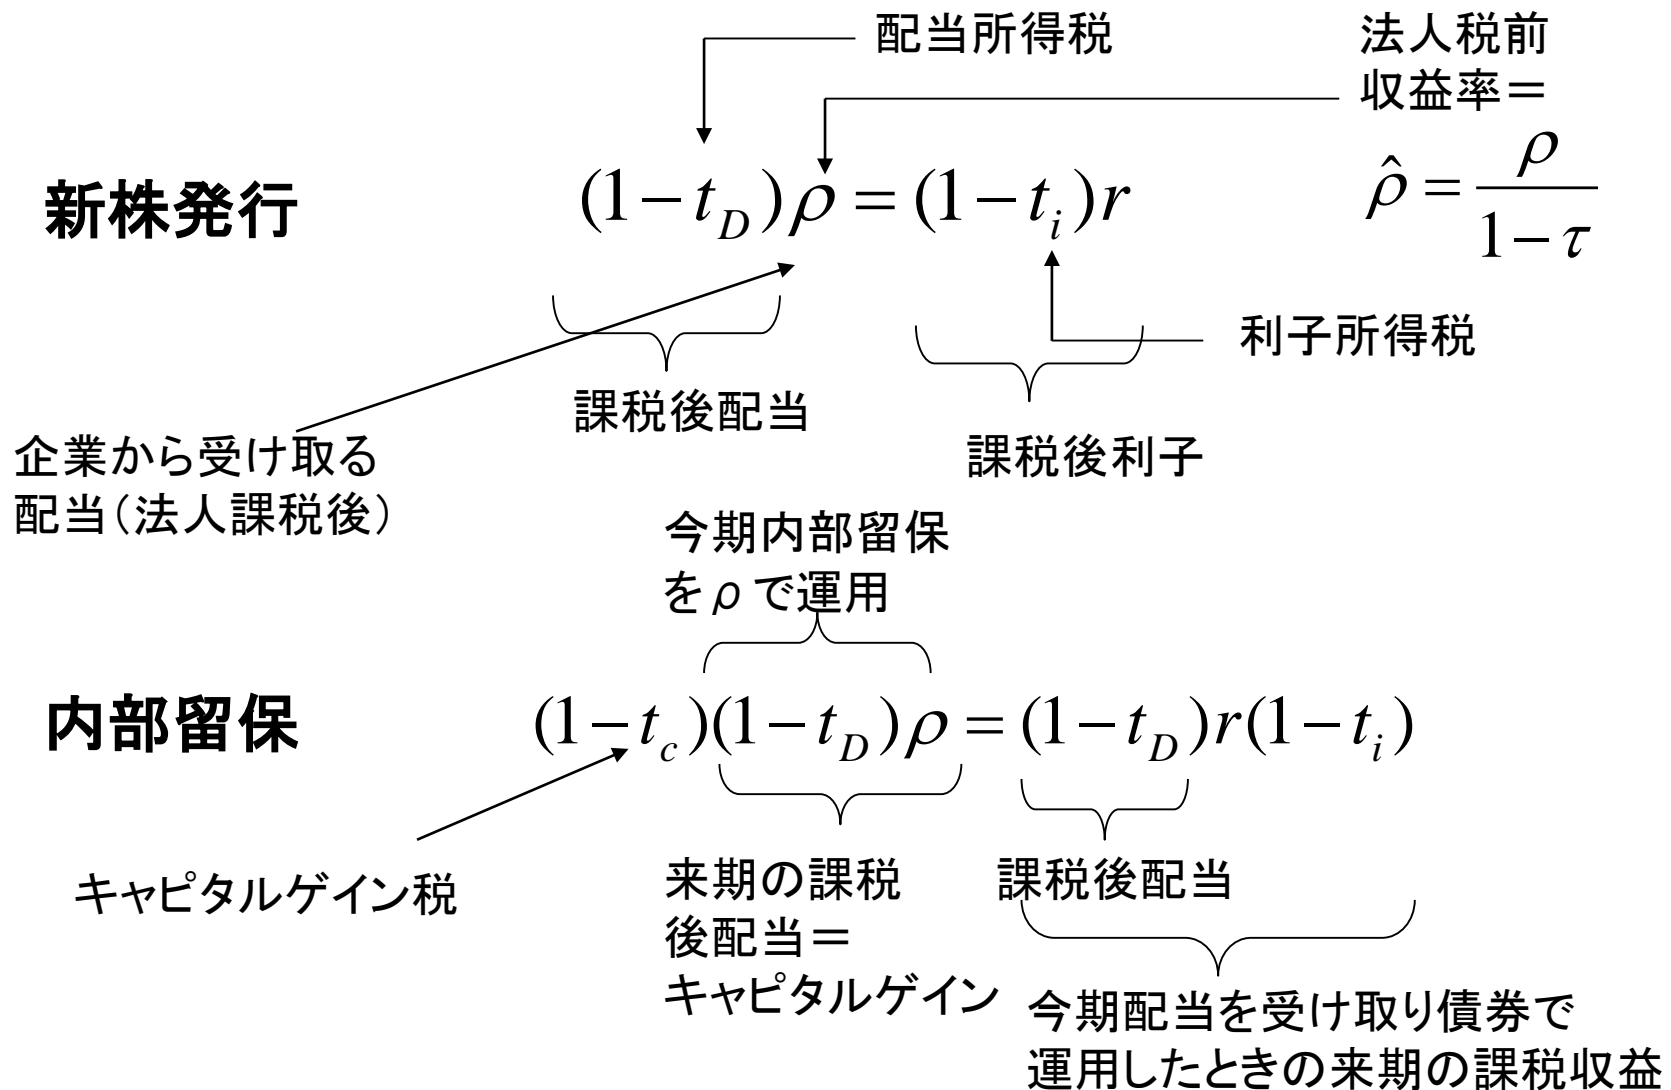 配当所得税
法人税前
収益率＝
ρ̂ = ρ / (1 − τ)
新株発行
(1 − t_D)ρ = (1 − t_i)r
利子所得税
課税後配当
課税後利子
企業から受け取る
配当（法人課税後）
今期内部留保
をρで運用
内部留保
(1 − t_c)(1 − t_D)ρ = (1 − t_D)r(1 − t_i)
キャピタルゲイン税
来期の課税
後配当＝
キャピタルゲイン
課税後配当
今期配当を受け取り債券で
運用したときの来期の課税収益